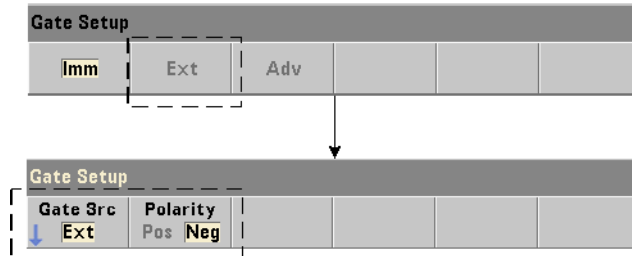 Gate Setup
Imm Ext Adv
Gate Setup
Gate Src Polarity
Ext Pos Neg